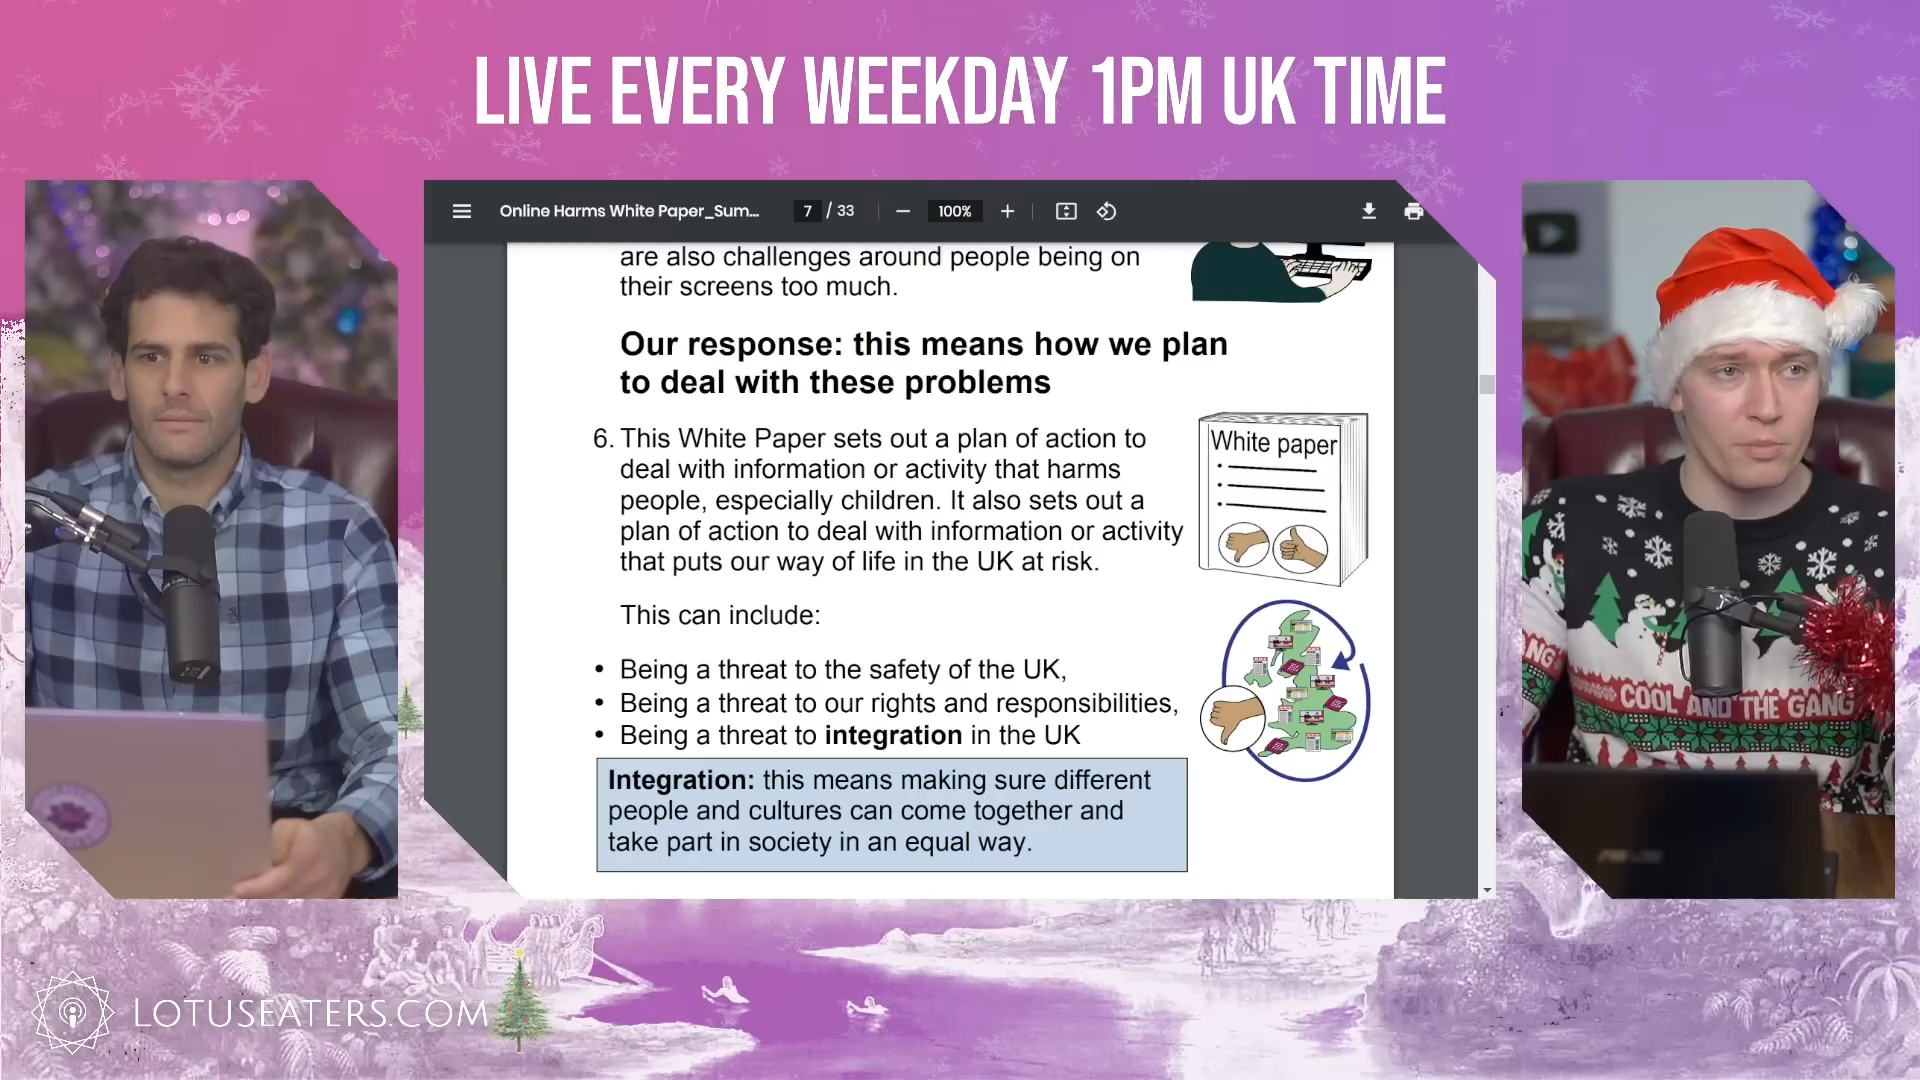 LIVE EVERY WEEKDAY 1PM UK TIME
Online Harms White Paper_Sum...
7 / 33
100%
are also challenges around people being on
their screens too much.
Our response: this means how we plan
to deal with these problems
6. This White Paper sets out a plan of action to
deal with information or activity that harms
people, especially children. It also sets out a
plan of action to deal with information or activity
that puts our way of life in the UK at risk.
White paper
This can include:
• Being a threat to the safety of the UK,
• Being a threat to our rights and responsibilities,
• Being a threat to integration in the UK
Integration: this means making sure different
people and cultures can come together and
take part in society in an equal way.
COOL AND THE GANG
LOTUSEATERS.COM